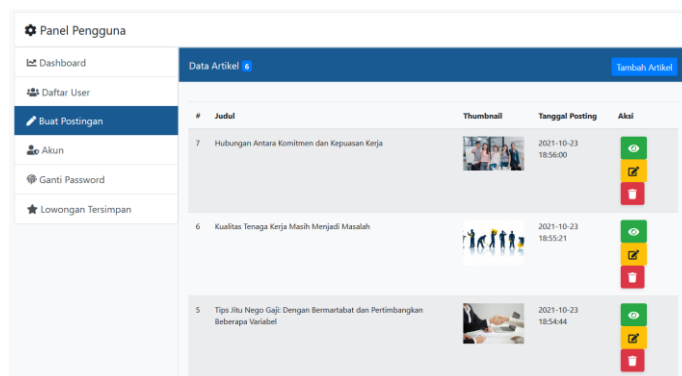 Panel Pengguna
Dashboard
Daftar User
Buat Postingan
Akun
Ganti Password
Lowongan Tersimpan
Data Artikel 6
Tambah Artikel
# Judul Thumbnail Tanggal Posting Aksi
7 Hubungan Antara Komitmen dan Kepuasan Kerja 2021-10-23
18:56:00
6 Kualitas Tenaga Kerja Masih Menjadi Masalah 2021-10-23
18:55:21
5 Tips Jitu Nego Gaji: Dengan Bermartabat dan Pertimbangkan 2021-10-23
Beberapa Variabel 18:54:44